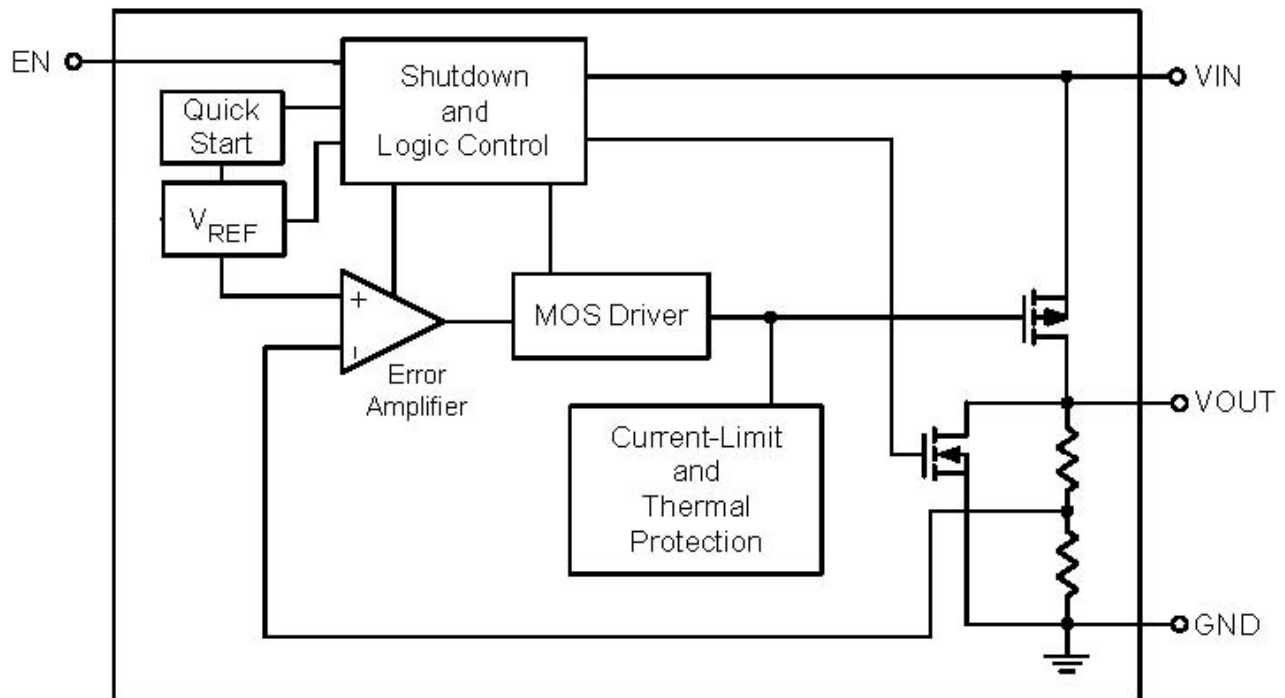 EN
Shutdown
and
Logic Control
VIN
Quick
Start
VREF
+
-
MOS Driver
Error
Amplifier
VOUT
Current-Limit
and
Thermal
Protection
GND